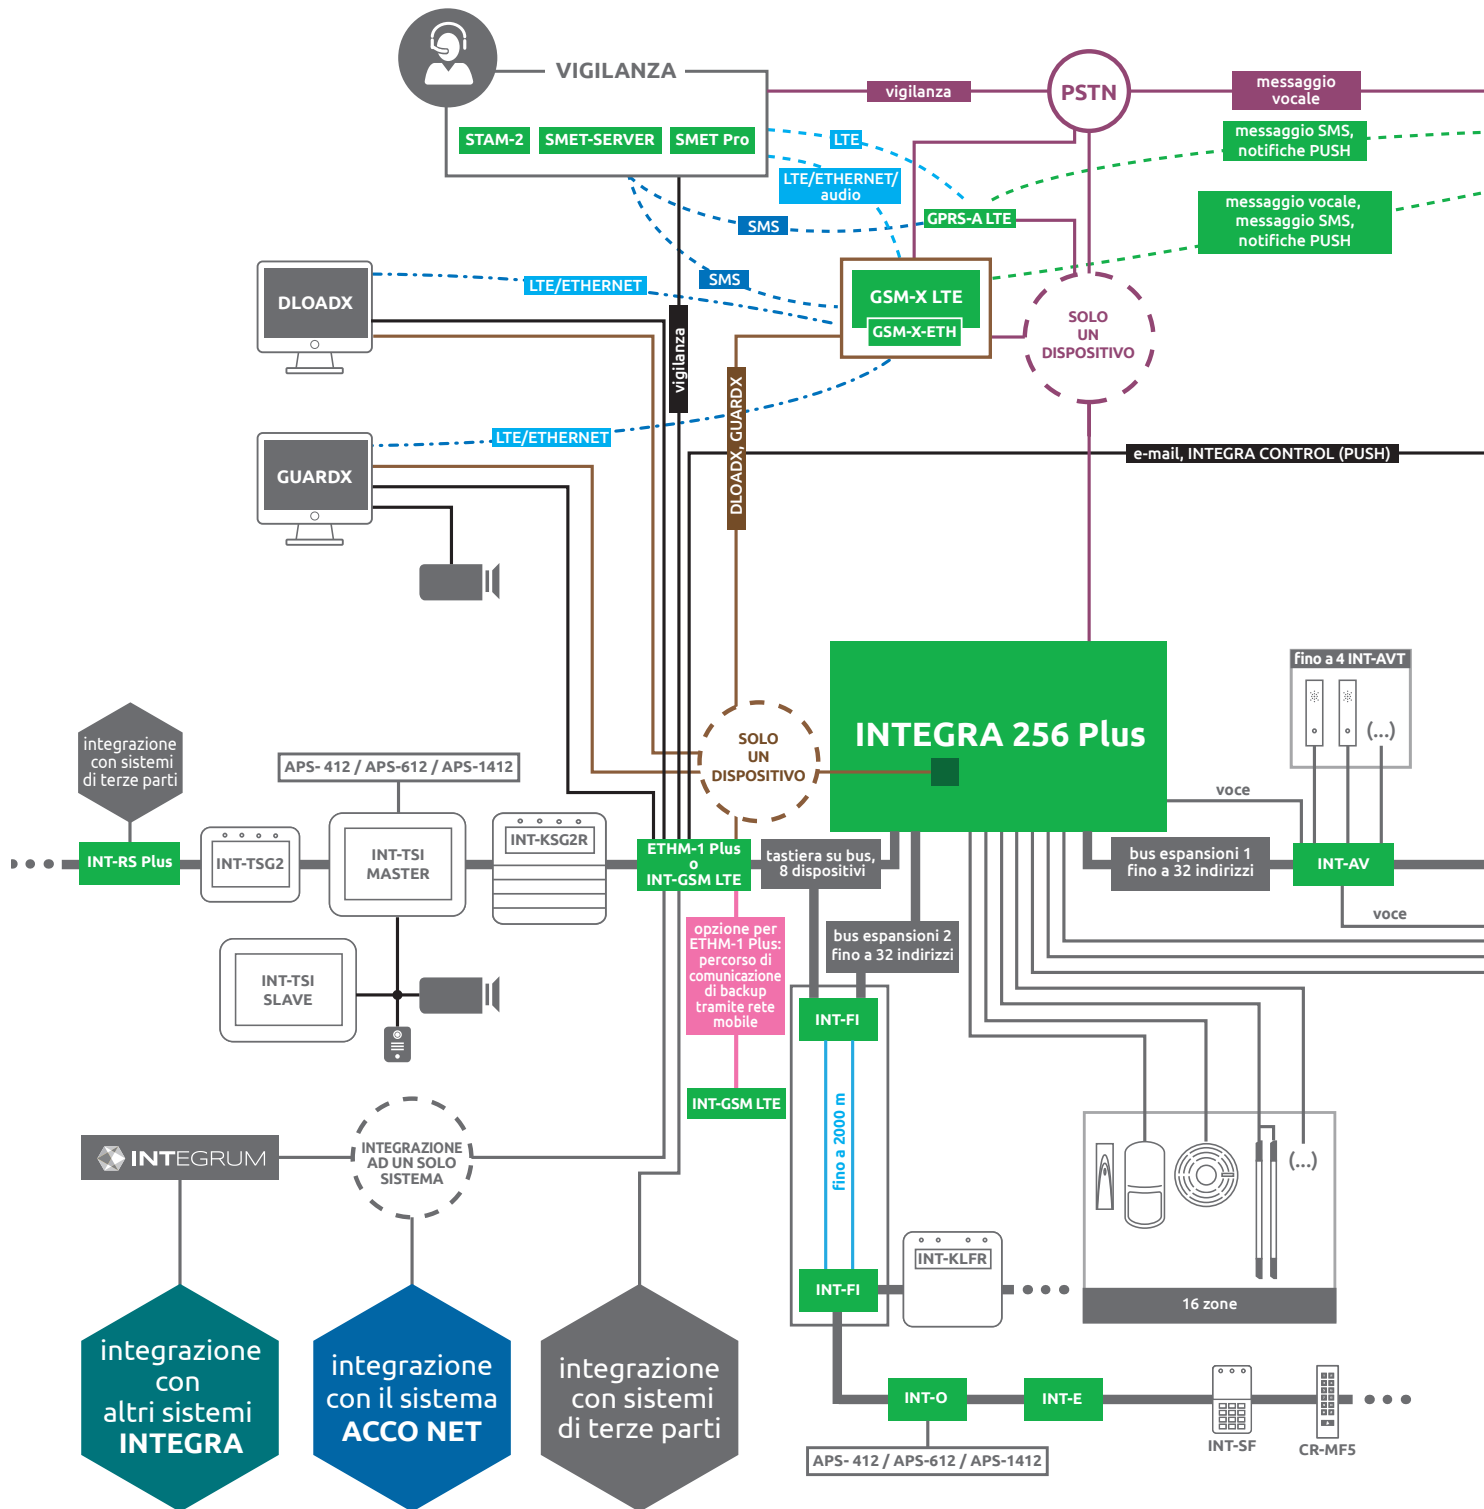 VIGILANZA
STAM-2
SMET-SERVER
SMET Pro
vigilanza
PSTN
messaggio
vocale
LTE
messaggio SMS,
notifiche PUSH
LTE/ETHERNET/
audio
GPRS-A LTE
SMS
messaggio vocale,
messaggio SMS,
notifiche PUSH
SMS
DLOADX
LTE/ETHERNET
GSM-X LTE
GSM-X-ETH
SOLO
UN
DISPOSITIVO
vigilanza
DLOADX, GUARDX
GUARDX
LTE/ETHERNET
e-mail, INTEGRA CONTROL (PUSH)
INTEGRA 256 Plus
SOLO
UN
DISPOSITIVO
fino a 4 INT-AVT
(...)
voce
integrazione
con sistemi
di terze parti
APS- 412 / APS-612 / APS-1412
INT-RS Plus
INT-TSG2
INT-TSI
MASTER
INT-KSG2R
ETHM-1 Plus
o
INT-GSM LTE
tastiera su bus,
8 dispositivi
bus espansioni 1
fino a 32 indirizzi
INT-AV
voce
opzione per
ETHM-1 Plus:
percorso di
comunicazione
di backup
tramite rete
mobile
bus espansioni 2
fino a 32 indirizzi
INT-TSI
SLAVE
INT-FI
INT-GSM LTE
fino a 2000 m
INTEGRUM
INTEGRAZIONE
AD UN SOLO
SISTEMA
(...)
INT-KLFR
INT-FI
16 zone
integrazione
con
altri sistemi
INTEGRA
integrazione
con il sistema
ACCO NET
integrazione
con sistemi
di terze parti
INT-O
INT-E
INT-SF
CR-MF5
APS- 412 / APS-612 / APS-1412